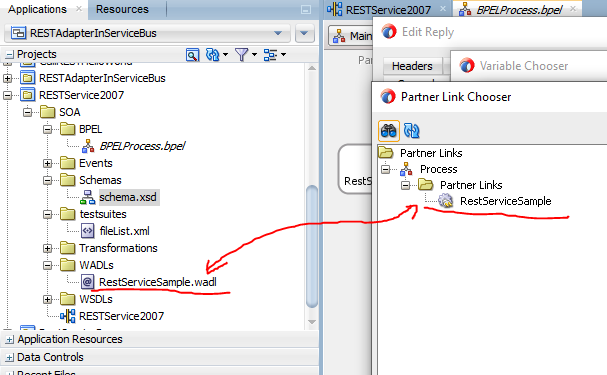 Applications
Resources
RESTAdapterInServiceBus
Projects
RESTAdapterInServiceBus
RESTService2007
SOA
BPEL
BPELProcess.bpel
Events
Schemas
schema.xsd
testsuites
fileList.xml
Transformations
WADLs
RestServiceSample.wadl
WSDLs
RESTService2007
Application Resources
Data Controls
Recent Files
RESTService2007
BPELProcess.bpel
Main
Edit Reply
Headers
Variable Chooser
Partner Link Chooser
Partner Links
Process
Partner Links
RestServiceSample